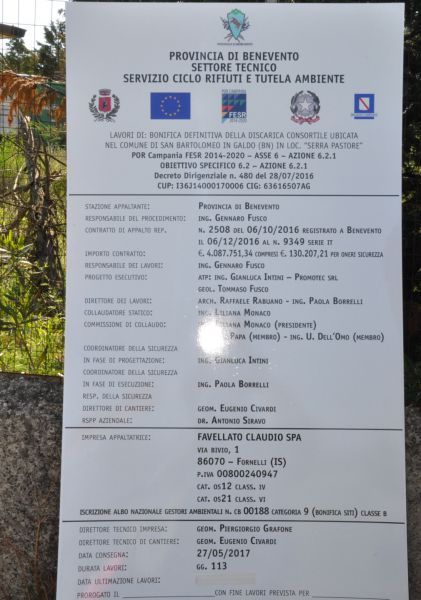 PROVINCIA DI BENEVENTO
SETTORE TECNICO
SERVIZIO CICLO RIFIUTI E TUTELA AMBIENTE
POR CAMPANIA
FESR
2014-2020
LAVORI DI: BONIFICA DEFINITIVA DELLA DISCARICA CONSORTILE UBICATA
NEL COMUNE DI SAN BARTOLOMEO IN GALDO (BN) IN LOC. "SERRA PASTORE"
POR Campania FESR 2014-2020 - ASSE 6 - AZIONE 6.2.1
OBIETTIVO SPECIFICO 6.2 - AZIONE 6.2.1
Decreto Dirigenziale n. 480 del 28/07/2016
CUP: I36J14000170006 CIG: 63616507AG
STAZIONE APPALTANTE: PROVINCIA DI BENEVENTO
RESPONSABILE DEL PROCEDIMENTO: ING. GENNARO FUSCO
CONTRATTO DI APPALTO REP. N. 2508 DEL 06/10/2016 REGISTRATO A BENEVENTO
IL 06/12/2016 AL N. 9349 SERIE IT
IMPORTO CONTRATTO: €. 4.087.751,34 COMPRESI €. 130.207,21 PER ONERI SICUREZZA
RESPONSABILE DEI LAVORI: ING. GENNARO FUSCO
PROGETTO ESECUTIVO: ATP: ING. GIANLUCA INTINI – PROMOTEC SRL
GEOL. TOMMASO FUSCO
DIRETTORE DEI LAVORI: ARCH. RAFFAELE RABUANO - ING. PAOLA BORRELLI
COLLAUDATORE STATICO: ING. LILIANA MONACO
COMMISSIONE DI COLLAUDO: LILIANA MONACO (PRESIDENTE)
PAPA (MEMBRO) - ING. U. DELL'OMO (MEMBRO)
COORDINATORE DELLA SICUREZZA
IN FASE DI PROGETTAZIONE: ING. GIANLUCA INTINI
COORDINATORE DELLA SICUREZZA
IN FASE DI ESECUZIONE: ING. PAOLA BORRELLI
RESP. DELLA SICUREZZA
DIRETTORE DI CANTIERE: GEOM. EUGENIO CIVARDI
RSPP AZIENDALE: DR. ANTONIO SIRAVO
IMPRESA APPALTATRICE: FAVELLATO CLAUDIO SPA
VIA BIVIO, 1
86070 – FORNELLI (IS)
P.IVA 00800240947
CAT. OS12 CLASS. IV
CAT. OS21 CLASS. VI
ISCRIZIONE ALBO NAZIONALE GESTORI AMBIENTALI N. CB 00188 CATEGORIA 9 (BONIFICA SITI) CLASSE B
DIRETTORE TECNICO IMPRESA: GEOM. PIERGIORGIO GRAFONE
DIRETTORE TECNICO DI CANTIERE: GEOM. EUGENIO CIVARDI
DATA CONSEGNA: 27/05/2017
DURATA LAVORI: GG. 113
DATA ULTIMAZIONE LAVORI:
PROROGATO IL CON FINE LAVORI PREVISTA PER